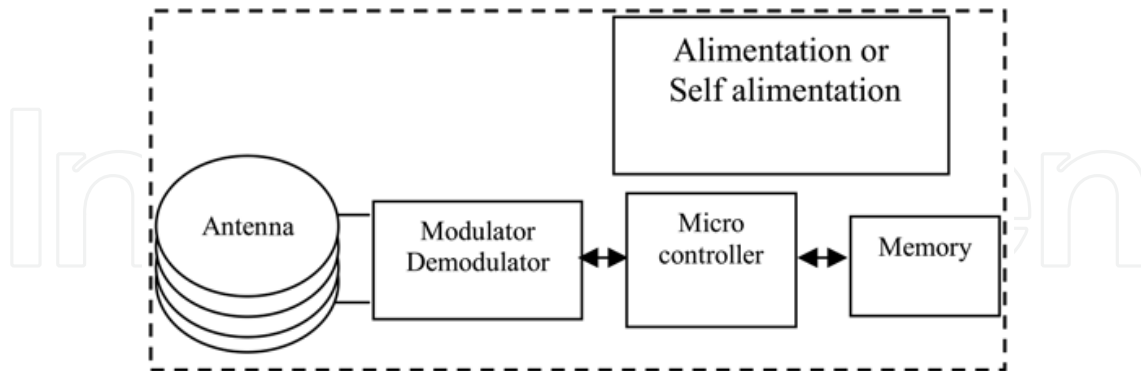 Alimentation or
Self alimentation
Antenna
Modulator
Demodulator
Micro
controller
Memory